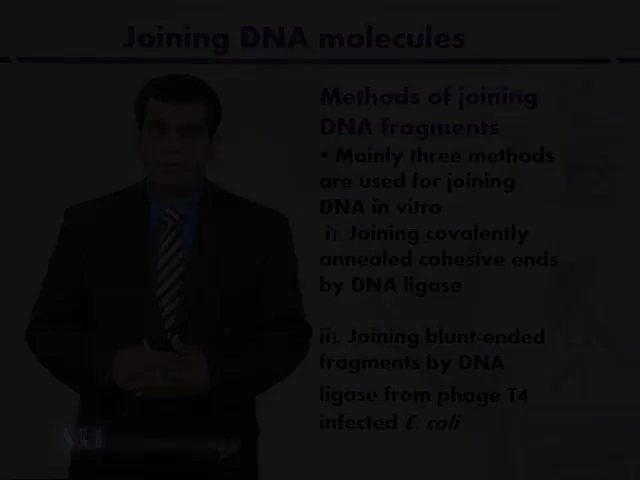 Joining DNA molecules
Methods of joining
DNA fragments
• Mainly three methods
are used for joining
DNA in vitro
i). Joining covalently
annealed cohesive ends
by DNA ligase
ii). Joining blunt-ended
fragments by DNA
ligase from phage T4
infected E. coli